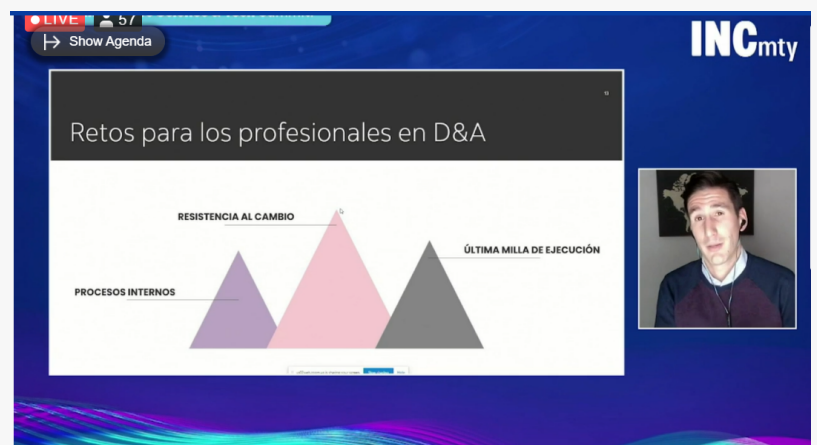 LIVE
57
Show Agenda
INCmty
13
Retos para los profesionales en D&A
RESISTENCIA AL CAMBIO
ÚLTIMA MILLA DE EJECUCIÓN
PROCESOS INTERNOS